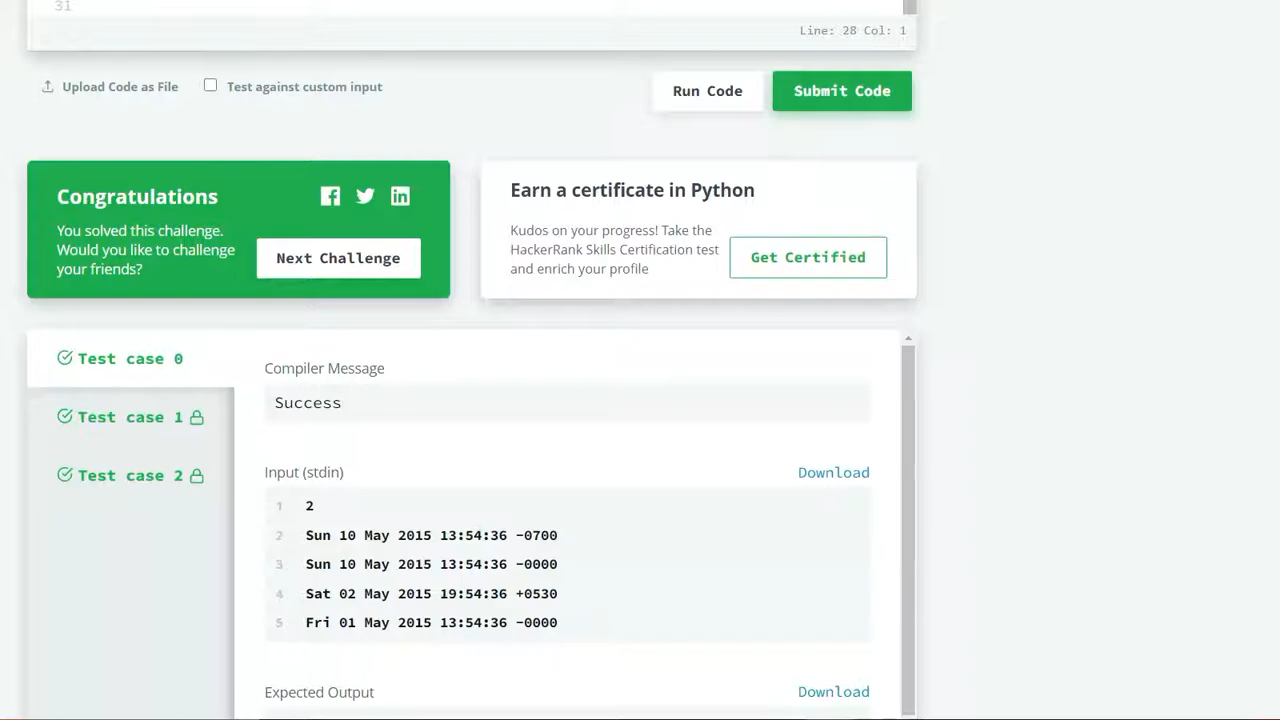 31
Line: 28 Col: 1
Upload Code as File
Test against custom input
Run Code
Submit Code
Congratulations
You solved this challenge.
Would you like to challenge
your friends?
Next Challenge
Earn a certificate in Python
Kudos on your progress! Take the
HackerRank Skills Certification test
and enrich your profile
Get Certified
Test case 0
Test case 1
Test case 2
Compiler Message
Success
Input (stdin)
Download
1 2
2 Sun 10 May 2015 13:54:36 -0700
3 Sun 10 May 2015 13:54:36 -0000
4 Sat 02 May 2015 19:54:36 +0530
5 Fri 01 May 2015 13:54:36 -0000
Expected Output
Download